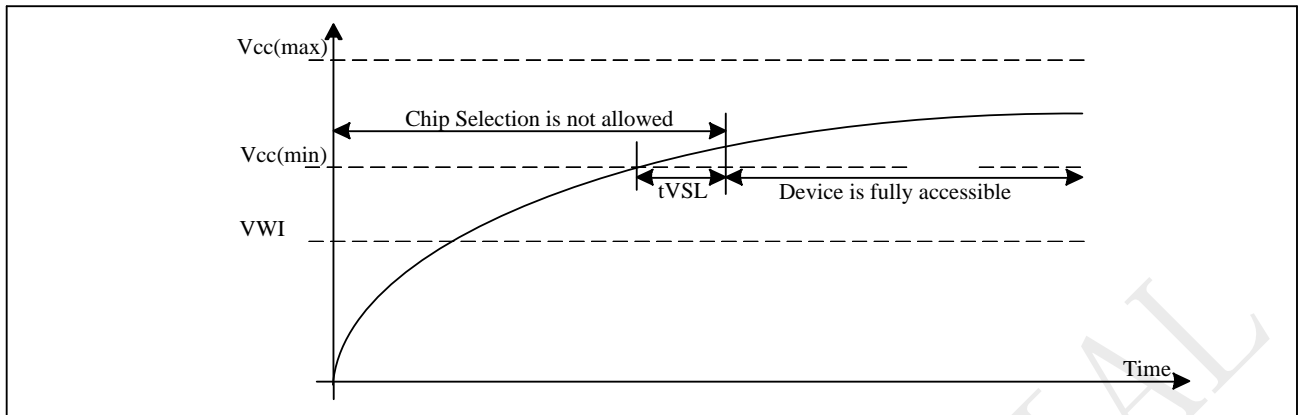 Vcc(max)
Chip Selection is not allowed
Vcc(min)
tVSL
Device is fully accessible
VWI
Time